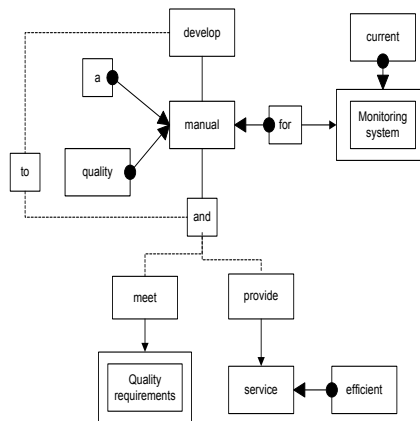 develop
current
a
manual
for
Monitoring
system
to
quality
and
meet
provide
Quality
requirements
service
efficient